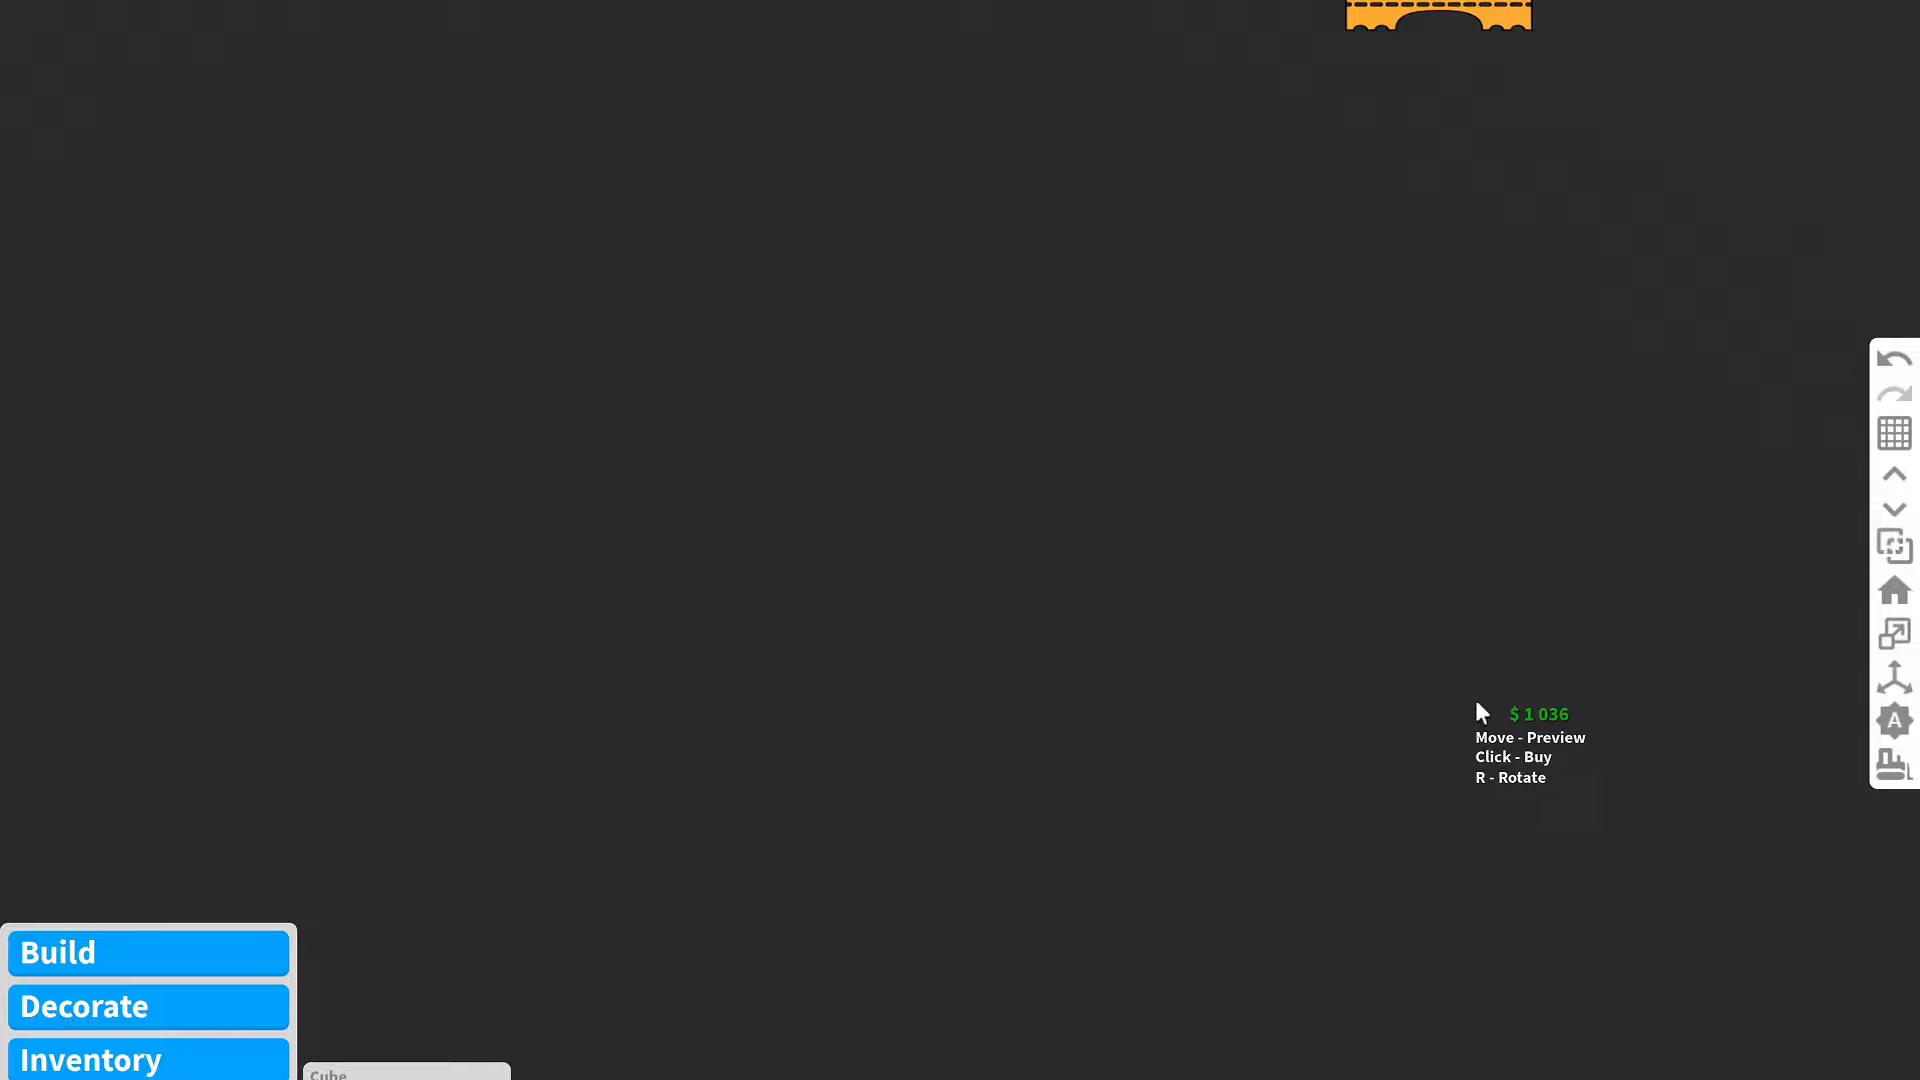 $ 1 036
Move - Preview
Click - Buy
R - Rotate
A
Build
Decorate
Inventory
Cube